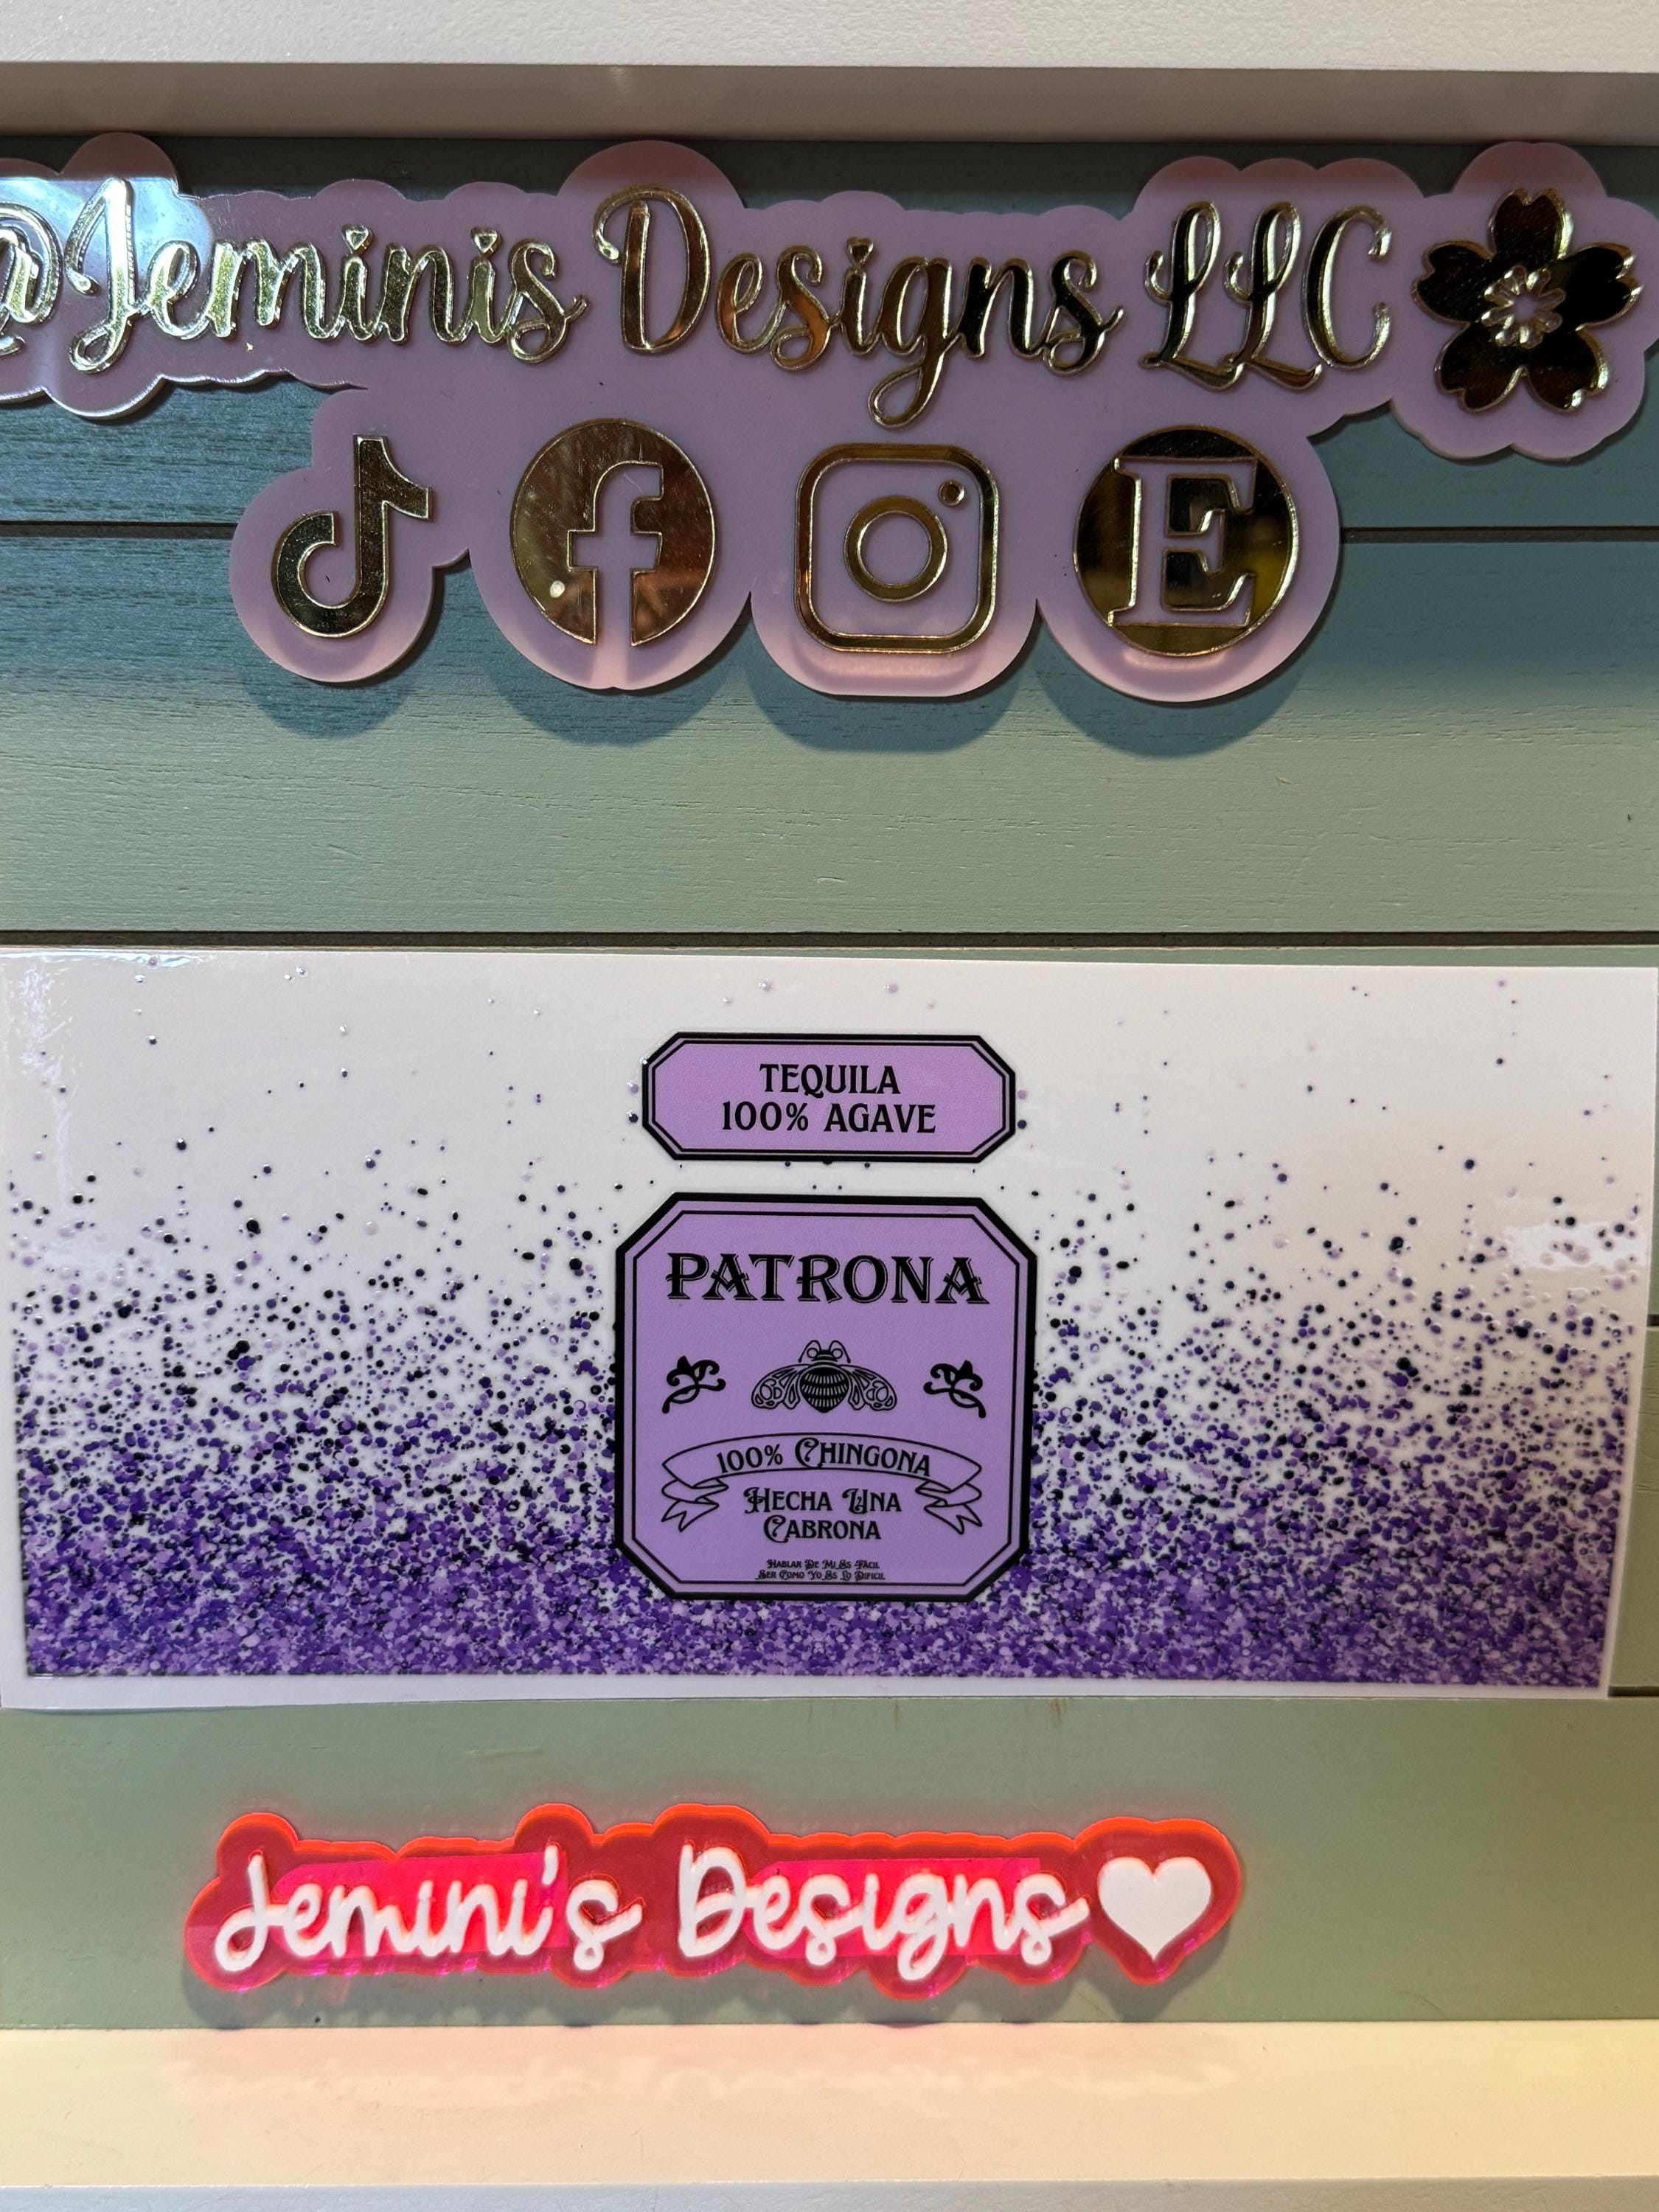 @Jeminis Designs LLC
E
TEQUILA
100% AGAVE
PATRONA
100% CHINGONA
HECHA UNA
CABRONA
HABLAR DE MI ES FACIL
SER COMO YO ES LO DIFICIL
Jemini's Designs